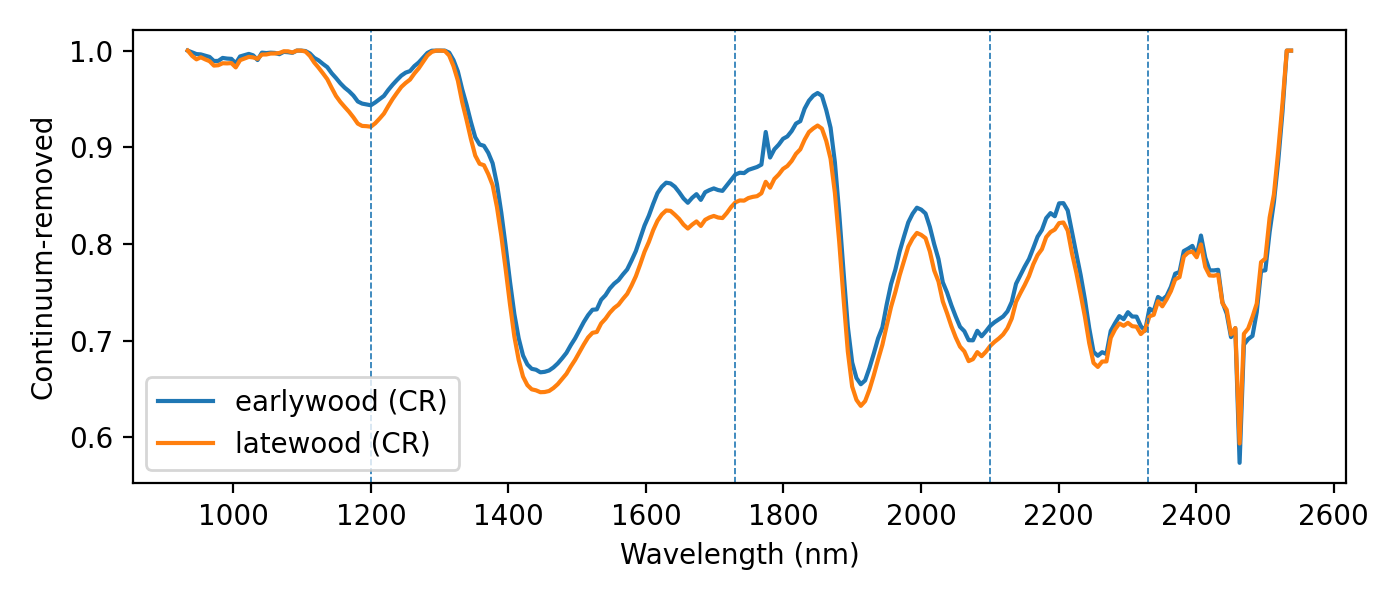 Continuum-removed
1.0
0.9
0.8
0.7
0.6
earlywood (CR)
latewood (CR)
1000 1200 1400 1600 1800 2000 2200 2400 2600
Wavelength (nm)